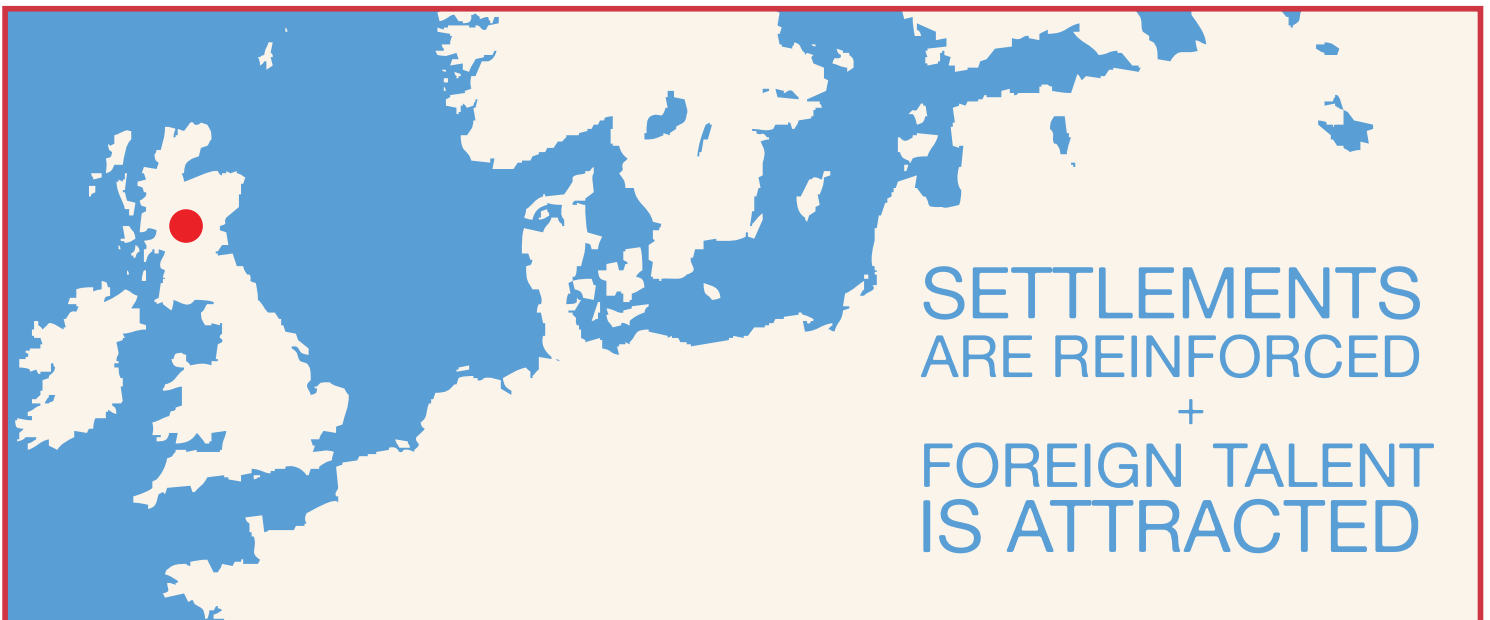 SETTLEMENTS
ARE REINFORCED
+
FOREIGN TALENT
IS ATTRACTED